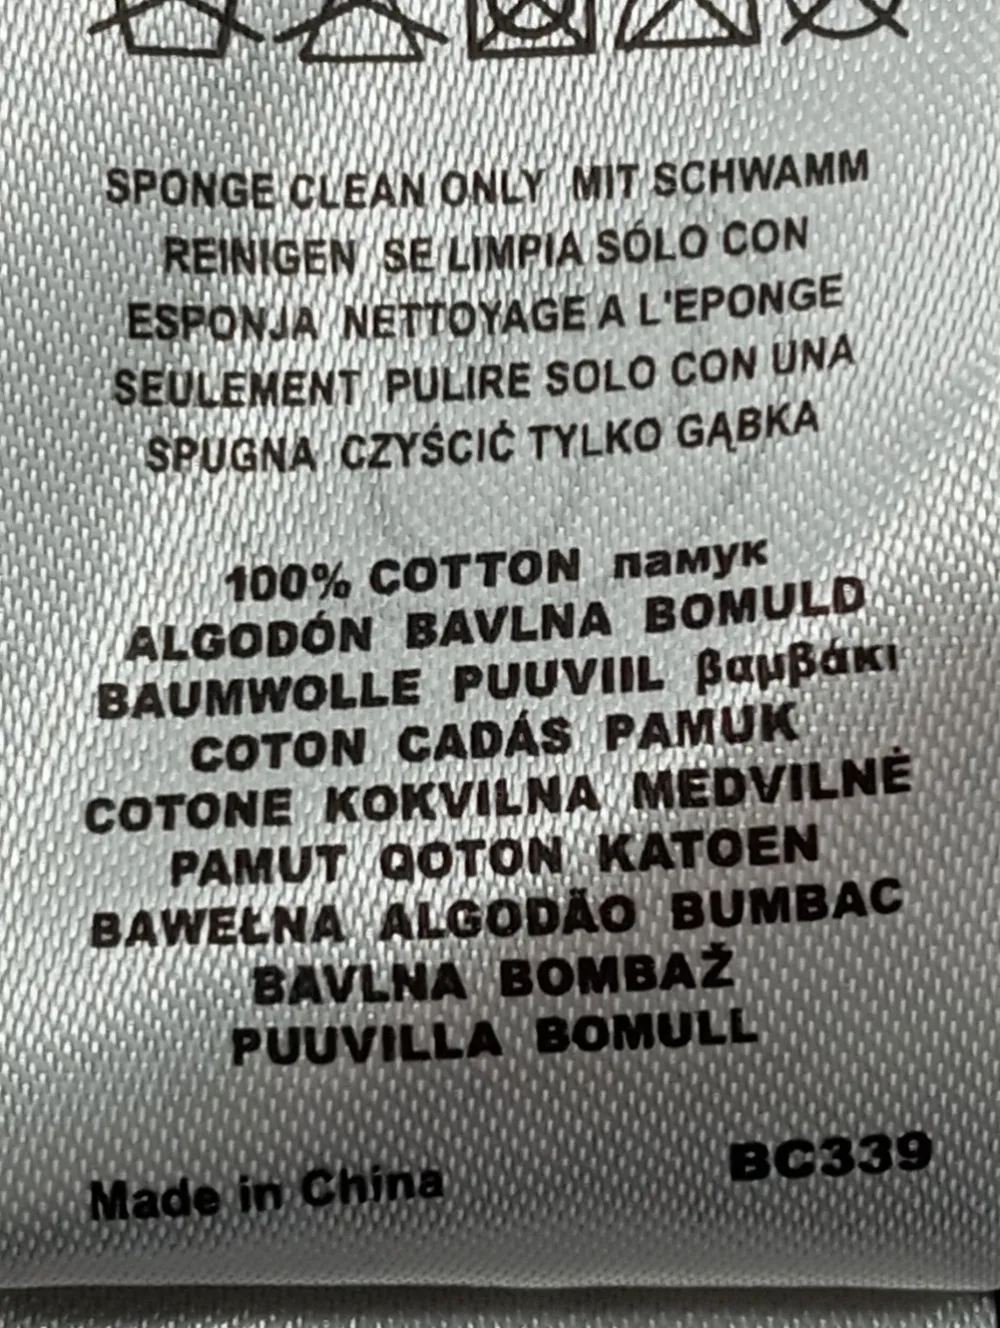 SPONGE CLEAN ONLY MIT SCHWAMM
REINIGEN SE LIMPIA SÓLO CON
ESPONJA NETTOYAGE A L'EPONGE
SEULEMENT PULIRE SOLO CON UNA
SPUGNA CZYŚCIĆ TYLKO GĄBKA
100% COTTON памук
ALGODÓN BAVLNA BOMULD
BAUMWOLLE PUUVIIL βαμβάκι
COTON CADÁS PAMUK
COTONE KOKVILNA MEDVILNĖ
PAMUT QOTON KATOEN
BAWEŁNA ALGODÃO BUMBAC
BAVLNA BOMBAŽ
PUUVILLA BOMULL
Made in China BC339